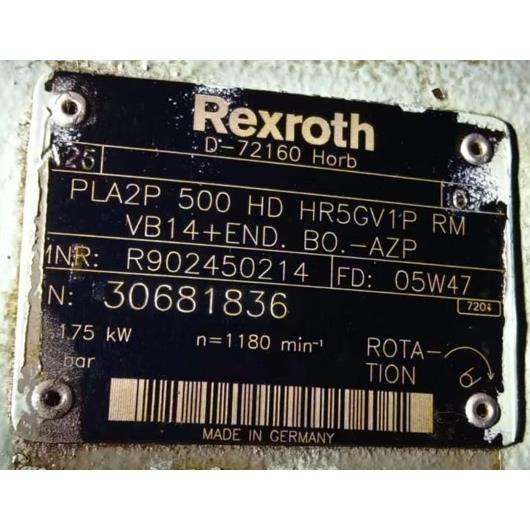 Rexroth
D-72160 Horb
PLA2P 500 HD HR5GV1P RM
VB14+END. BO.-AZP
MNR: R902450214 FD: 05W47
N: 30681836 7204
175 kW n=1180 min⁻¹ ROTA-
bar TION
MADE IN GERMANY